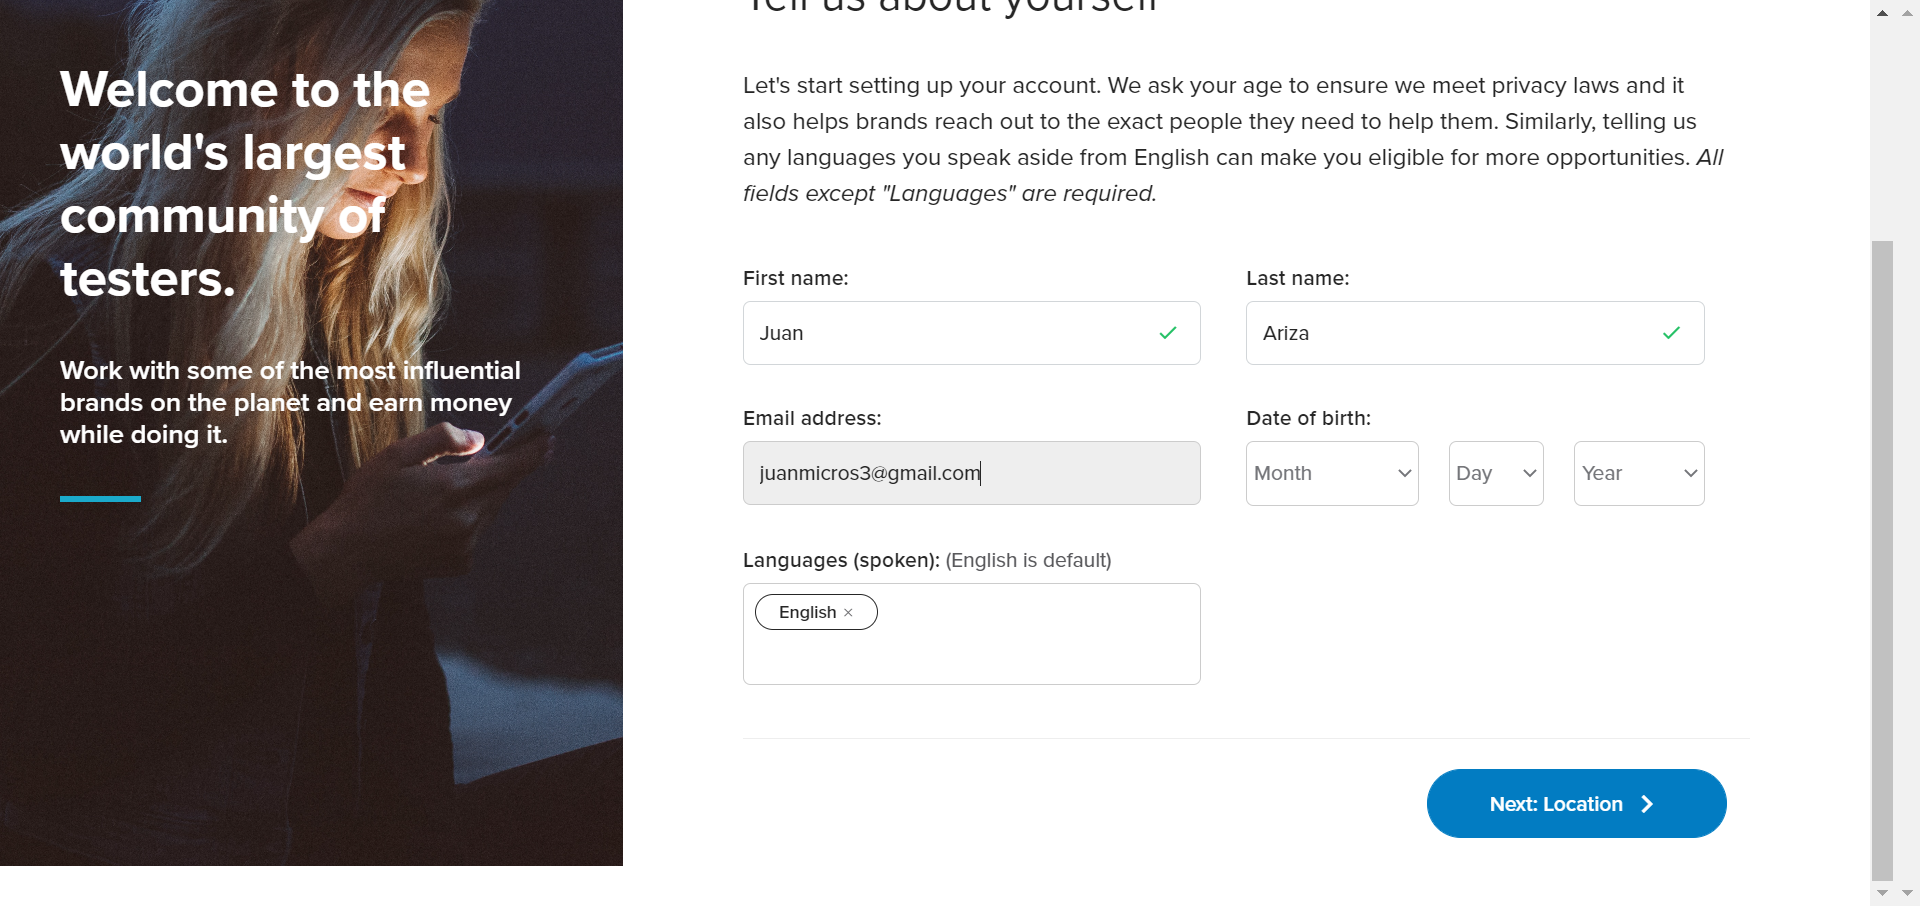 Tell us about yourself
Welcome to the
world's largest
community of
testers.
Work with some of the most influential
brands on the planet and earn money
while doing it.
Let's start setting up your account. We ask your age to ensure we meet privacy laws and it
also helps brands reach out to the exact people they need to help them. Similarly, telling us
any languages you speak aside from English can make you eligible for more opportunities. All
fields except "Languages" are required.
First name:
Last name:
Juan
Ariza
Email address:
Date of birth:
juanmicros3@gmail.com
Month
Day
Year
Languages (spoken): (English is default)
English ×
Next: Location